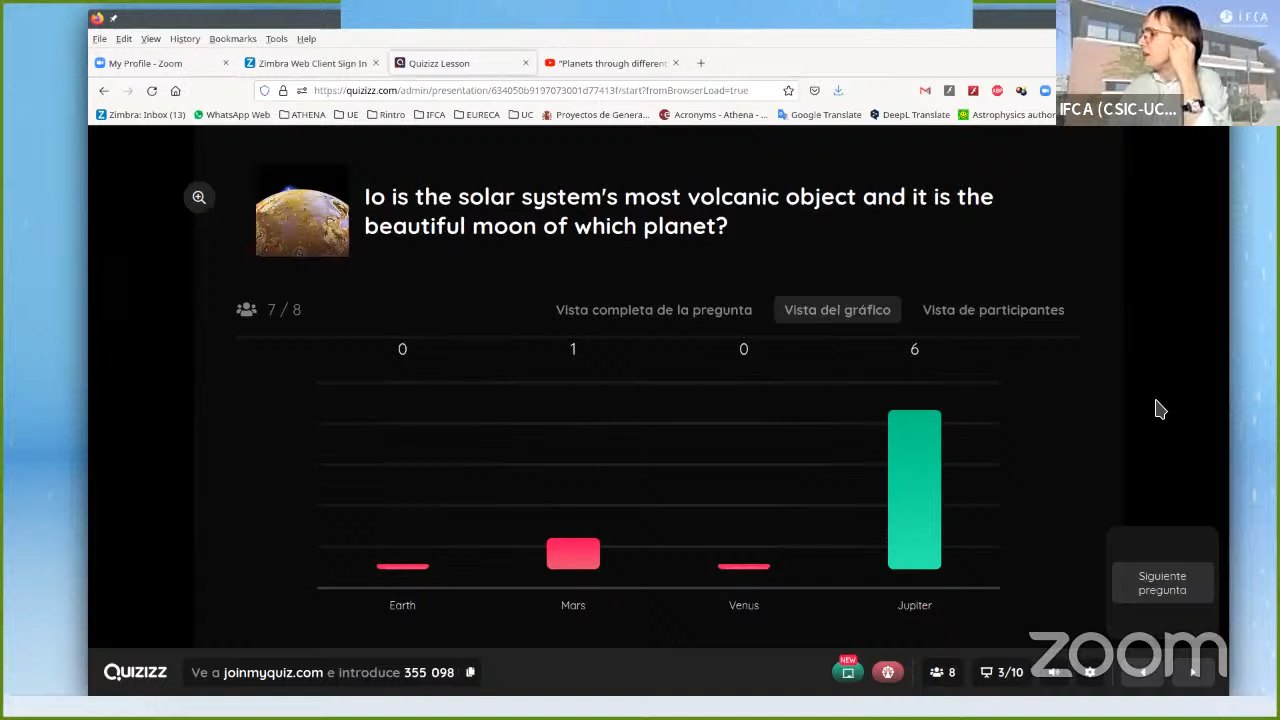 File Edit View History Bookmarks Tools Help
My Profile - Zoom
Zimbra Web Client Sign In
Quizizz Lesson
"Planets through different
https://quizizz.com/admin/presentation/634050b9197073001d77413f/start?fromBrowserLoad=true
Zimbra: Inbox (13) WhatsApp Web ATHENA UE Rintro IFCA EURECA UC Proyectos de Genera... Acronyms - Athena - ... Google Translate DeepL Translate Astrophysics author
IFCA
IFCA (CSIC-UC...
Io is the solar system's most volcanic object and it is the
beautiful moon of which planet?
7 / 8
Vista completa de la pregunta Vista del gráfico Vista de participantes
0 1 0 6
Earth Mars Venus Jupiter
Siguiente
pregunta
zoom
QUIZIZZ
Ve a joinmyquiz.com e introduce 355 098
NEW
8
3/10